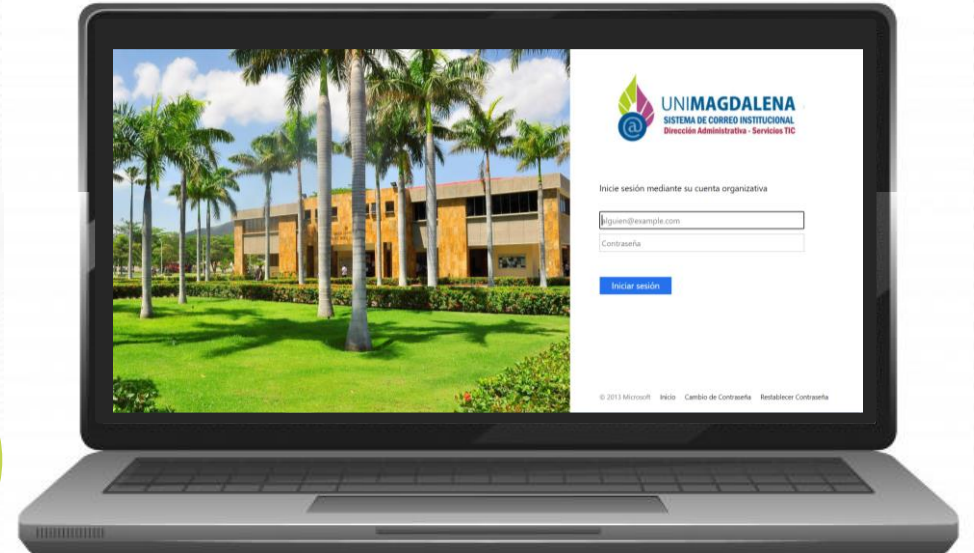 UNIMAGDALENA
SISTEMA DE CORREO INSTITUCIONAL
Dirección Administrativa - Servicios TIC
Inicie sesión mediante su cuenta organizativa
alguien@example.com
Contraseña
Iniciar sesión
© 2013 Microsoft Inicio Cambio de Contraseña Restablecer Contraseña